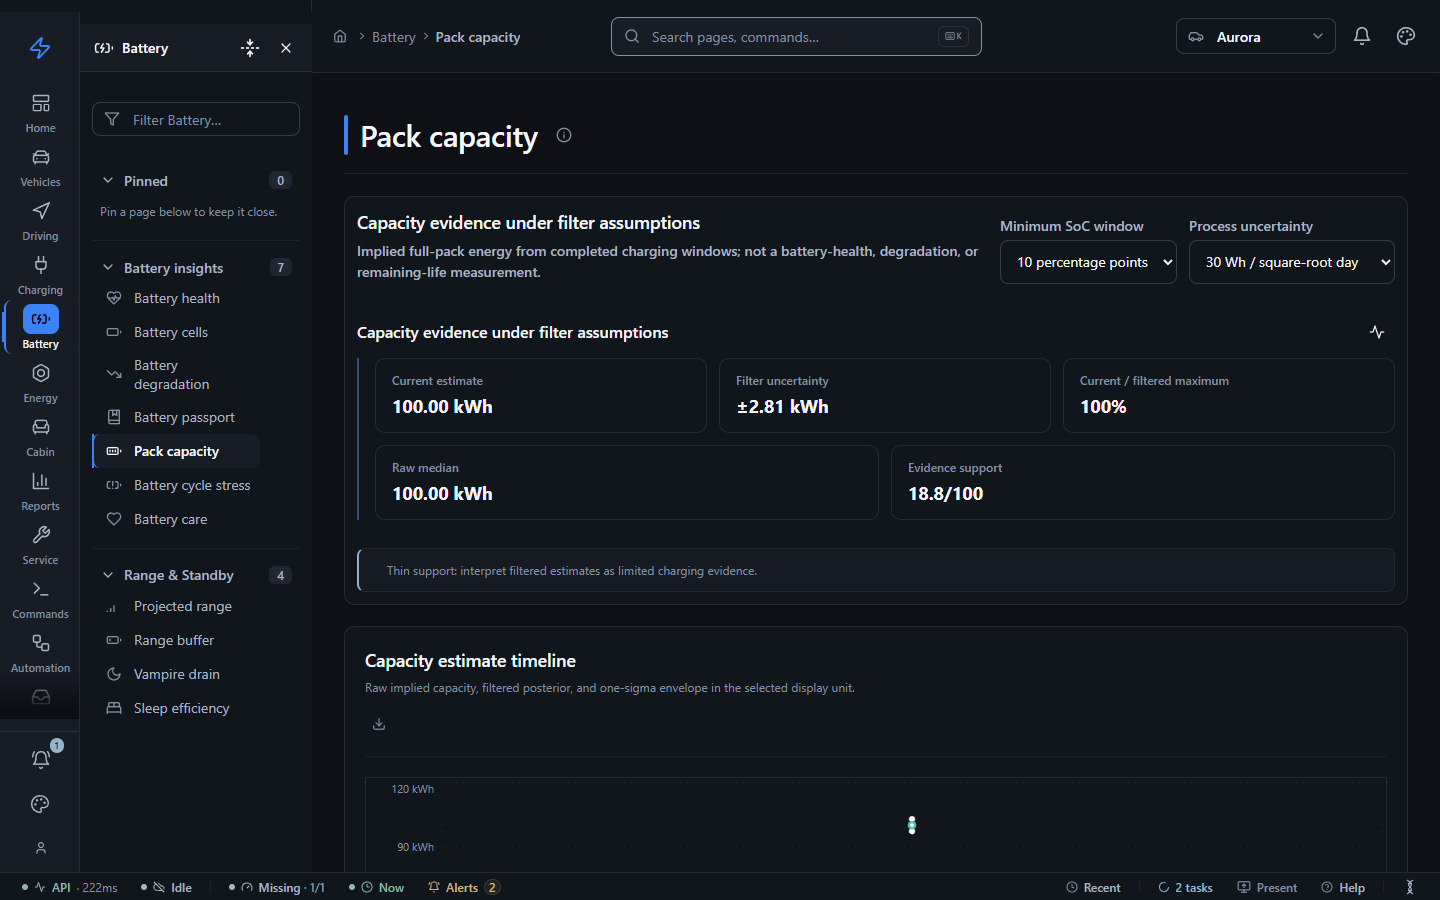 Battery
Battery
Pack capacity
Search pages, commands...
K
Aurora
Home
Vehicles
Driving
Charging
Battery
Energy
Cabin
Reports
Service
Commands
Automation
1
Filter Battery...
Pinned
0
Pin a page below to keep it close.
Battery insights
7
Battery health
Battery cells
Battery
degradation
Battery passport
Pack capacity
Battery cycle stress
Battery care
Range & Standby
4
Projected range
Range buffer
Vampire drain
Sleep efficiency
Pack capacity
Capacity evidence under filter assumptions
Implied full-pack energy from completed charging windows; not a battery-health, degradation, or
remaining-life measurement.
Minimum SoC window
10 percentage points
Process uncertainty
30 Wh / square-root day
Capacity evidence under filter assumptions
Current estimate
100.00 kWh
Filter uncertainty
±2.81 kWh
Current / filtered maximum
100%
Raw median
100.00 kWh
Evidence support
18.8/100
Thin support: interpret filtered estimates as limited charging evidence.
Capacity estimate timeline
Raw implied capacity, filtered posterior, and one-sigma envelope in the selected display unit.
120 kWh
90 kWh
API · 222ms
Idle
Missing · 1/1
Now
Alerts 2
Recent
2 tasks
Present
Help